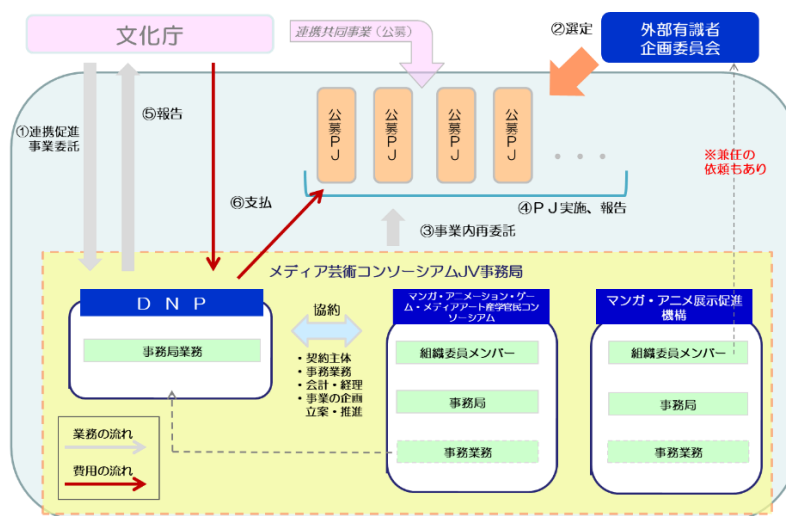 文化庁
連携共同事業(公募)
②選定
外部有識者
企画委員会
①連携促進
事業委託
⑤報告
公募PJ
公募PJ
公募PJ
公募PJ
・・・
※兼任の
依頼もあり
⑥支払
④PJ実施、報告
③事業内再委託
メディア芸術コンソーシアムJV事務局
DNP
事務局業務
協約
・契約主体
・事務業務
・会計・経理
・事業の企画
立案・推進
マンガ・アニメーション・ゲー
ム・メディアアート産学官民コン
ソーシアム
組織委員メンバー
事務局
事務業務
マンガ・アニメ展示促進
機構
組織委員メンバー
事務局
事務業務
業務の流れ
費用の流れ